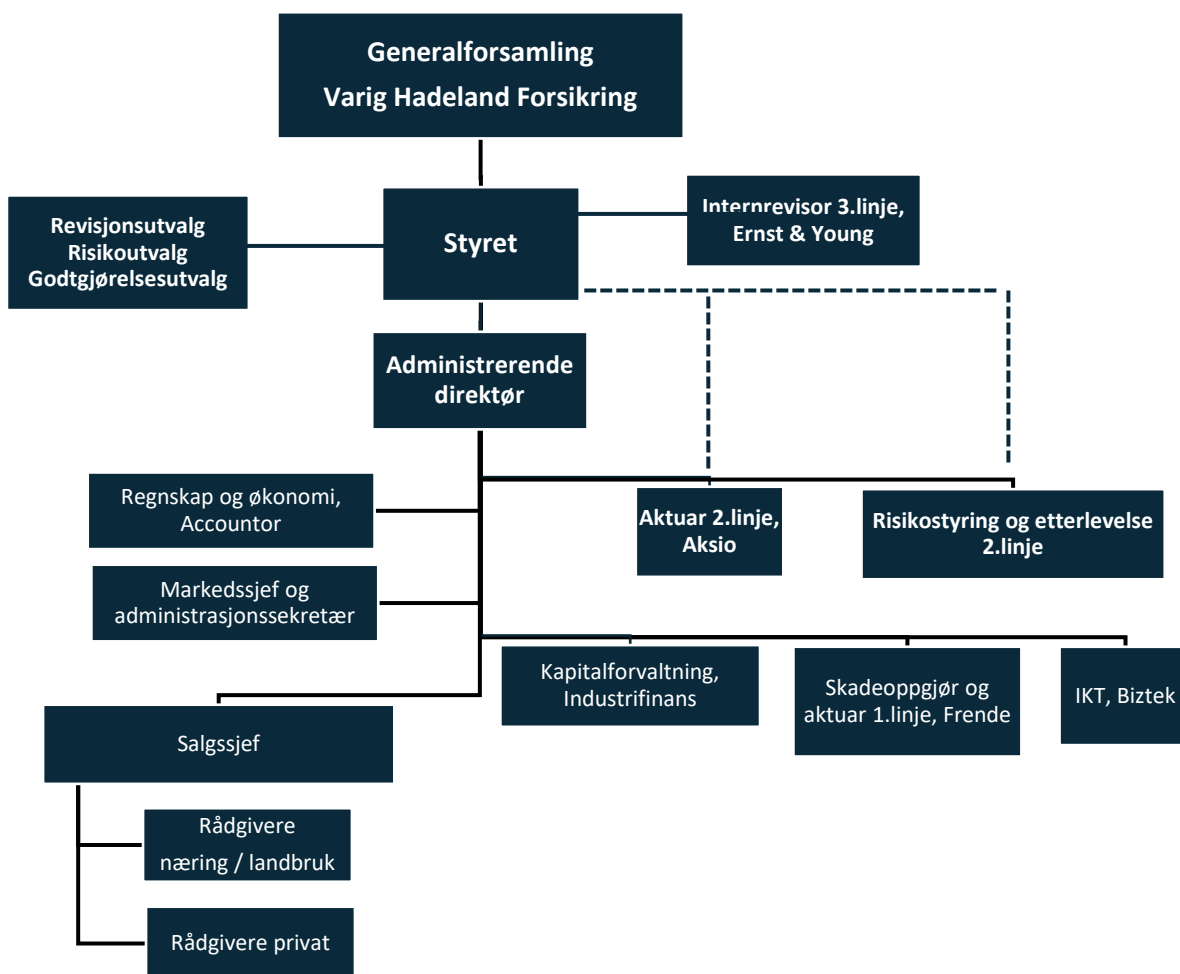 Generalforsamling
Varig Hadeland Forsikring
Revisjonsutvalg
Risikoutvalg
Godtgjørelsesutvalg
Styret
Internrevisor 3.linje,
Ernst & Young
Administrerende
direktør
Regnskap og økonomi,
Accountor
Aktuar 2.linje,
Aksio
Risikostyring og etterlevelse
2.linje
Markedssjef og
administrasjonssekretær
Kapitalforvaltning,
Industrifinans
Skadeoppgjør og
aktuar 1.linje, Frende
IKT, Biztek
Salgssjef
Rådgivere
næring / landbruk
Rådgivere privat